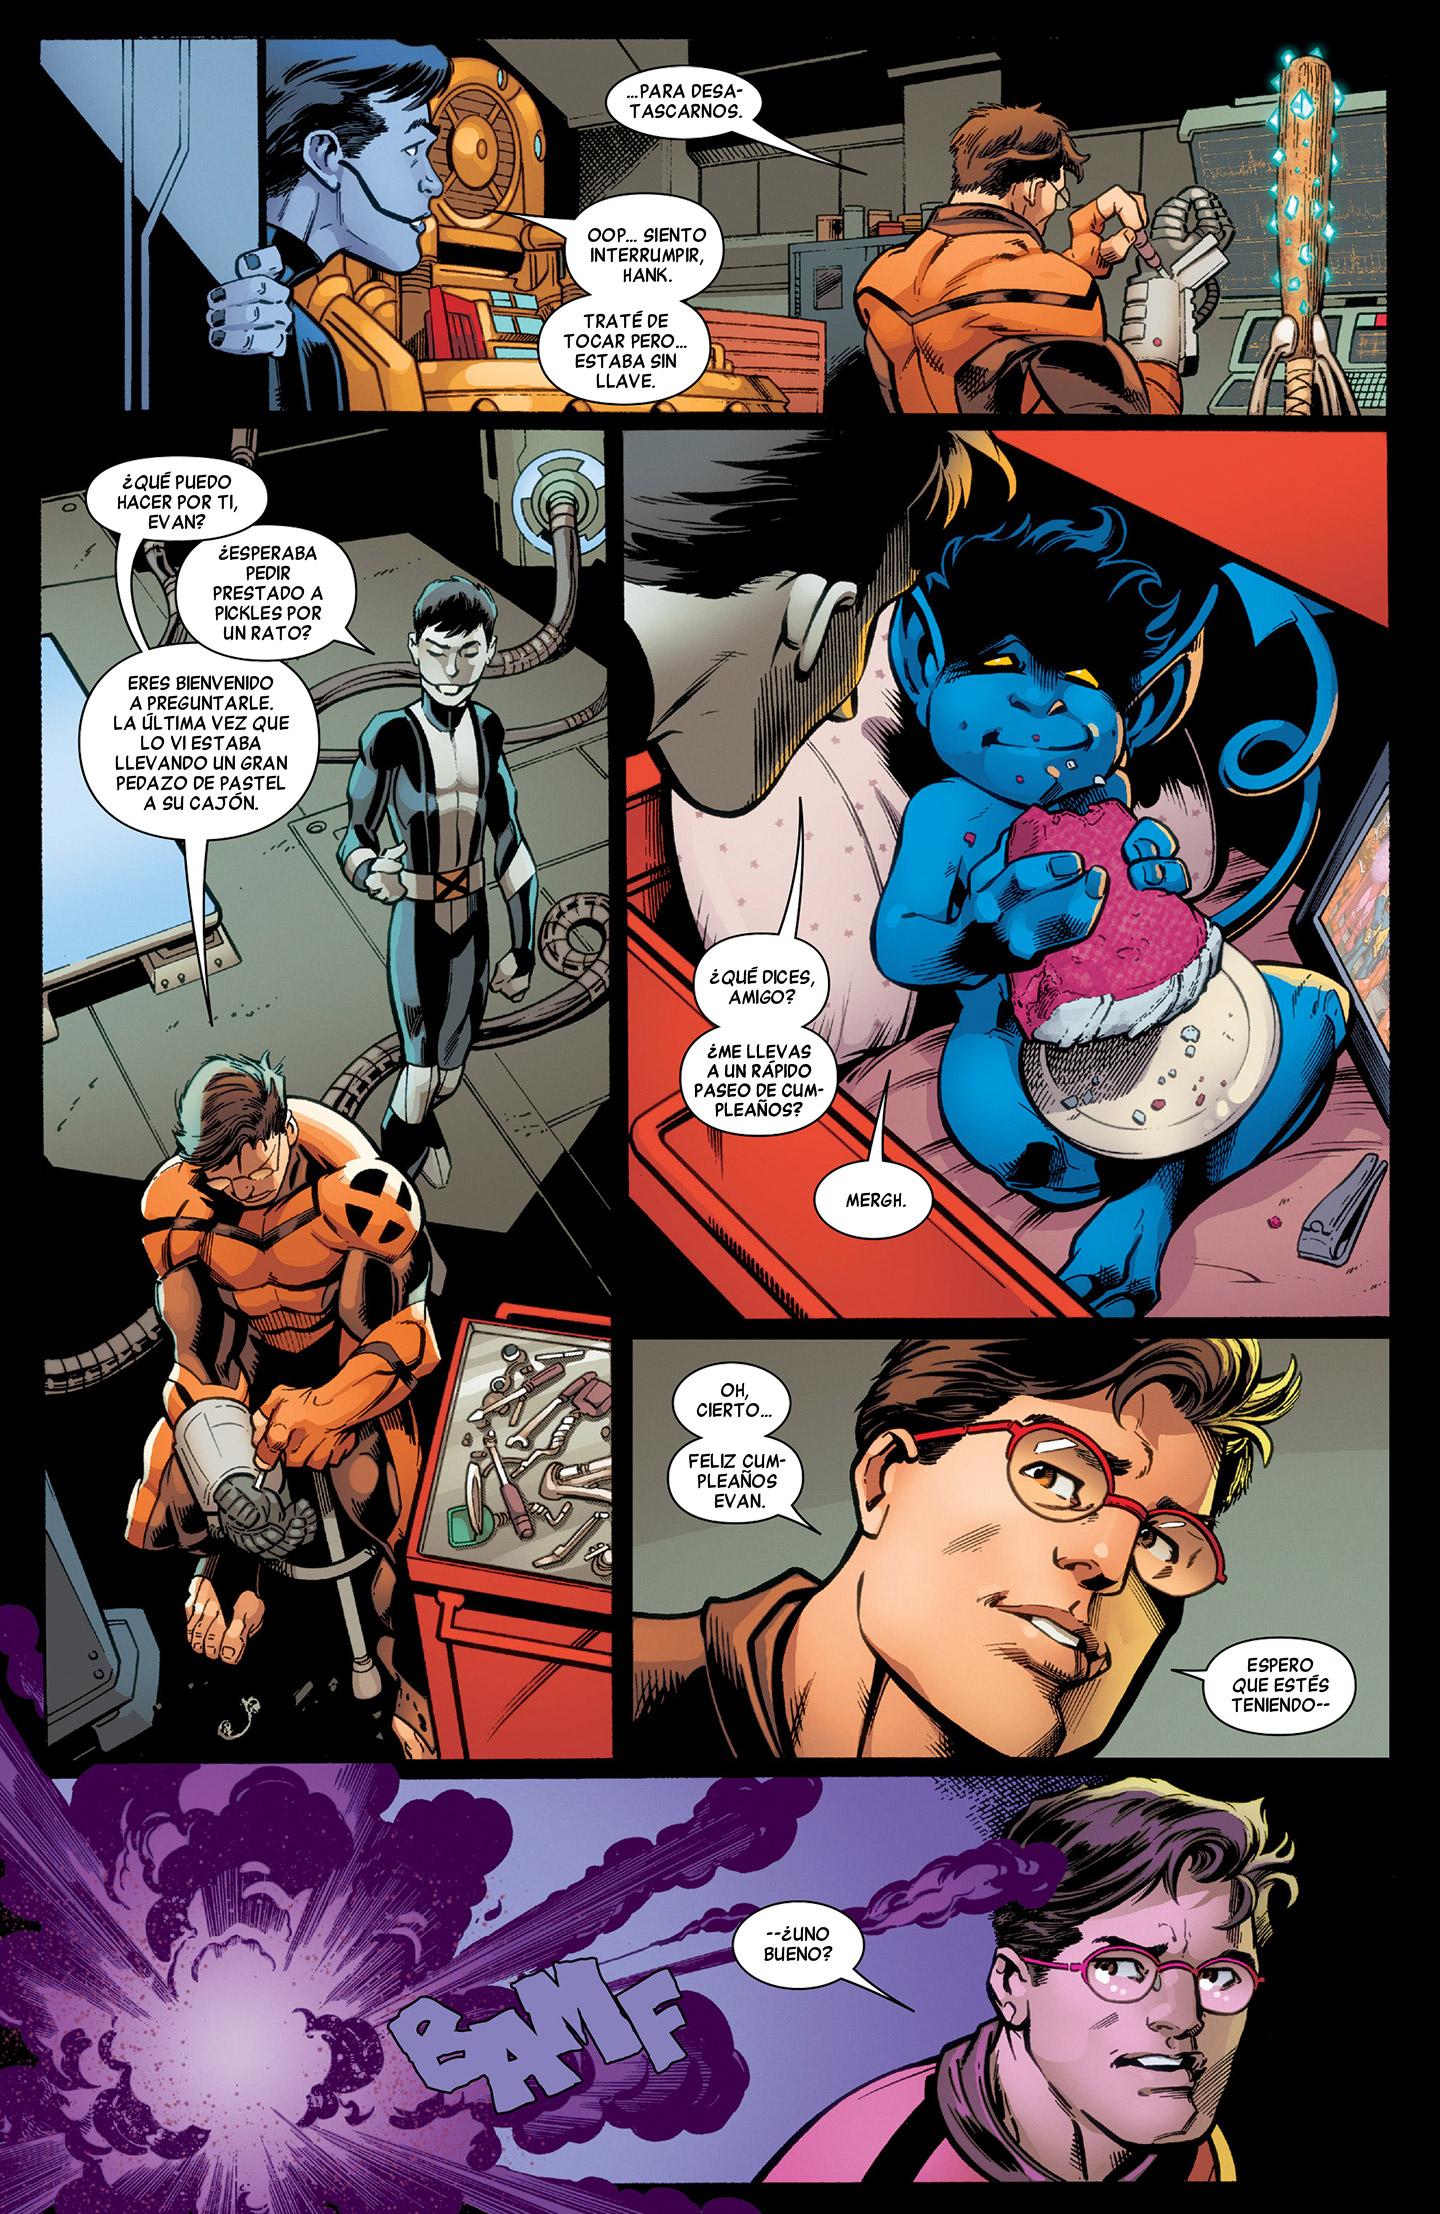 …PARA DESA-
TASCARNOS.
OOP... SIENTO
INTERRUMPIR,
HANK.
TRATÉ DE
TOCAR PERO...
ESTABA SIN
LLAVE.
¿QUÉ PUEDO
HACER POR TI,
EVAN?
¿ESPERABA
PEDIR
PRESTADO A
PICKLES POR
UN RATO?
ERES BIENVENIDO
A PREGUNTARLE.
LA ÚLTIMA VEZ QUE
LO VI ESTABA
LLEVANDO UN GRAN
PEDAZO DE PASTEL
A SU CAJÓN.
¿QUÉ DICES,
AMIGO?
¿ME LLEVAS
A UN RÁPIDO
PASEO DE CUM-
PLEAÑOS?
MERGH.
OH,
CIERTO...
FELIZ CUM-
PLEAÑOS
EVAN.
ESPERO
QUE ESTÉS
TENIENDO--
--¿UNO
BUENO?
BAMF